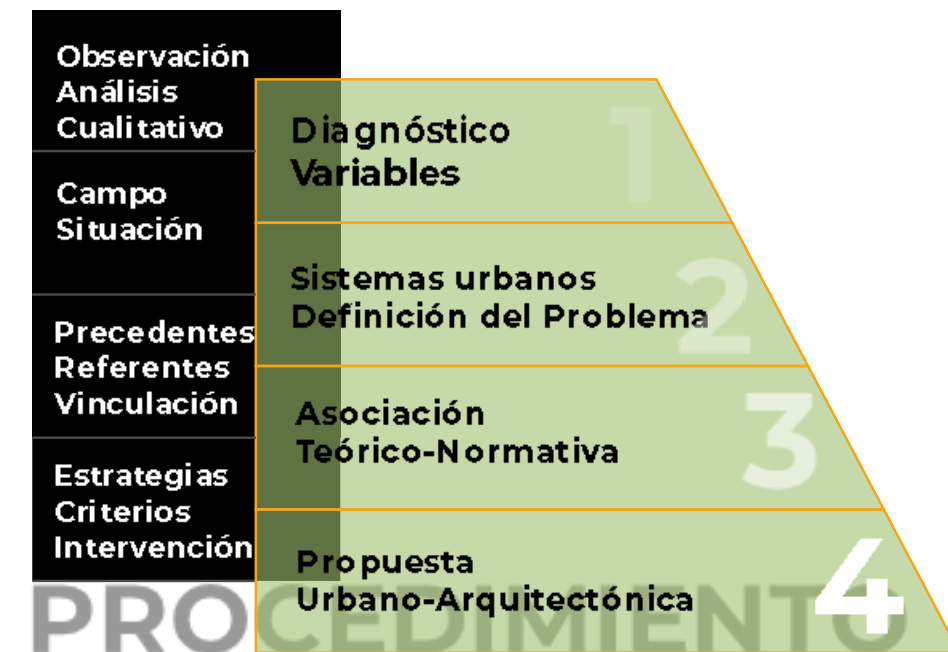 Observación
Análisis
Cualitativo
Diagnóstico
Variables
1
Campo
Situación
Sistemas urbanos
Definición del Problema
2
Precedentes
Referentes
Vinculación
Asociación
Teórico-Normativa
3
Estrategias
Criterios
Intervención
Propuesta
Urbano-Arquitectónica
4
PROCEDIMIENTO